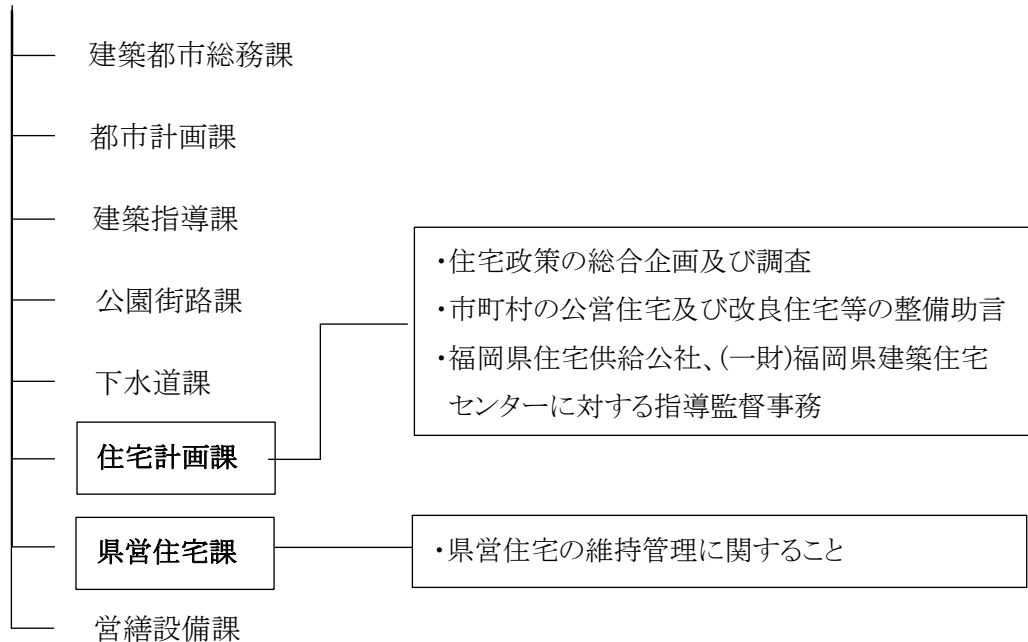 建築都市総務課
都市計画課
建築指導課
公園街路課
下水道課
住宅計画課
・住宅政策の総合企画及び調査
・市町村の公営住宅及び改良住宅等の整備助言
・福岡県住宅供給公社、(一財)福岡県建築住宅
センターに対する指導監督事務
県営住宅課
・県営住宅の維持管理に関すること
営繕設備課